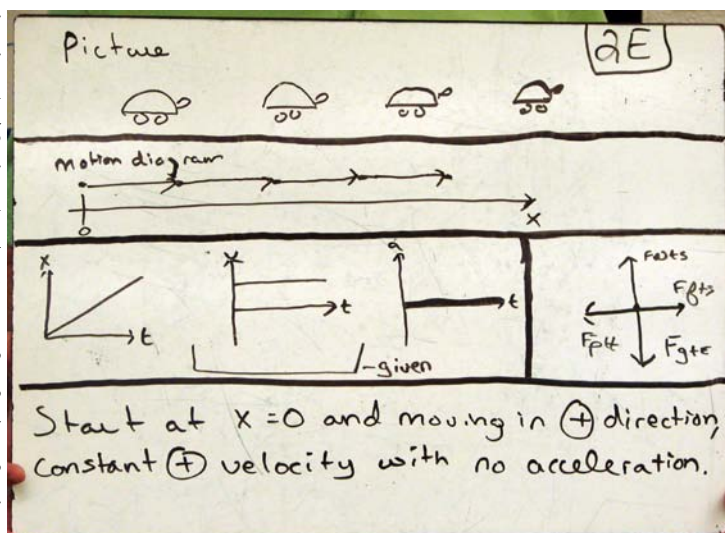 Picture
2E
motion diagram
0
x
x
t
t
a
t
given
Start at x=0 and moving in + direction,
constant + velocity with no acceleration.